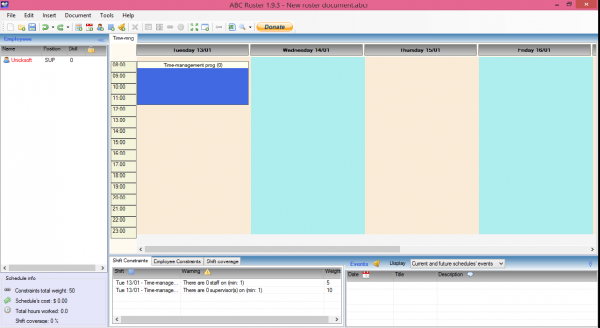 ABC Roster 1.9.3 - New roster document.abcr
File Edit Insert Document Tools Help
Donate
Employees
Name Position Skill
Unicksoft SUP 0
Time-mng
Tuesday 13/01 Wednesday 14/01 Thursday 15/01 Friday 16/01
08:00 Time-management prog (0)
09:00
10:00
11:00
12:00
13:00
14:00
15:00
16:00
17:00
18:00
19:00
20:00
21:00
22:00
23:00
Schedule info
Constraints total weight: 50
Schedule's cost: $ 0.00
Total hours worked: 0.0
Shift coverage: 0 %
Shift Constraints Employee Constraints Shift coverage
Shift Warning Weight
Tue 13/01 - Time-manage... There are 0 staff on (min: 1) 5
Tue 13/01 - Time-manage... There are 0 supervisor(s) on (min: 1) 10
Events Display Current and future schedules' events
Date Title Description